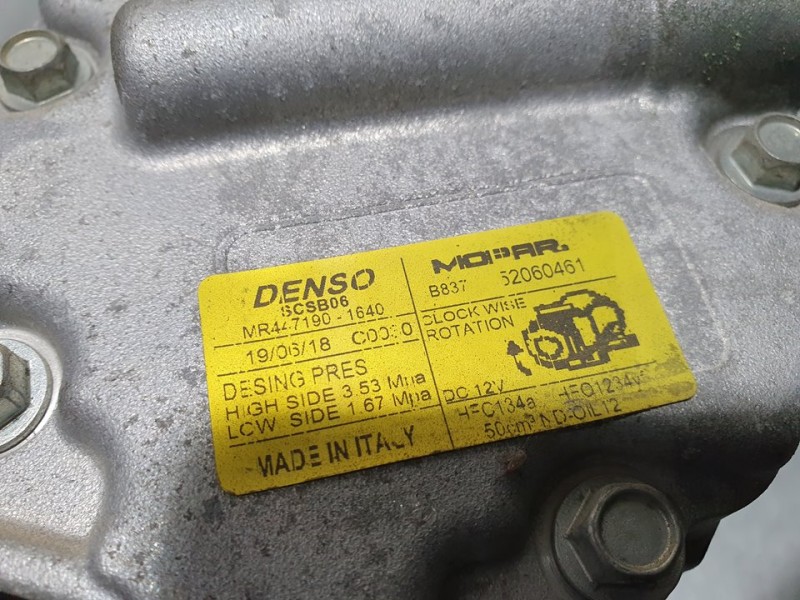 DENSO
SCSB06
MR447190-1640
19/06/18 C0030
DESING PRES
HIGH SIDE 3.53 Mpa
LOW SIDE 1.67 Mpa
MADE IN ITALY
MOPAR.
B837 52060461
CLOCK WISE
ROTATION
DC 12V
HFC134a HFO1234yf
50cm³ ND-OIL12